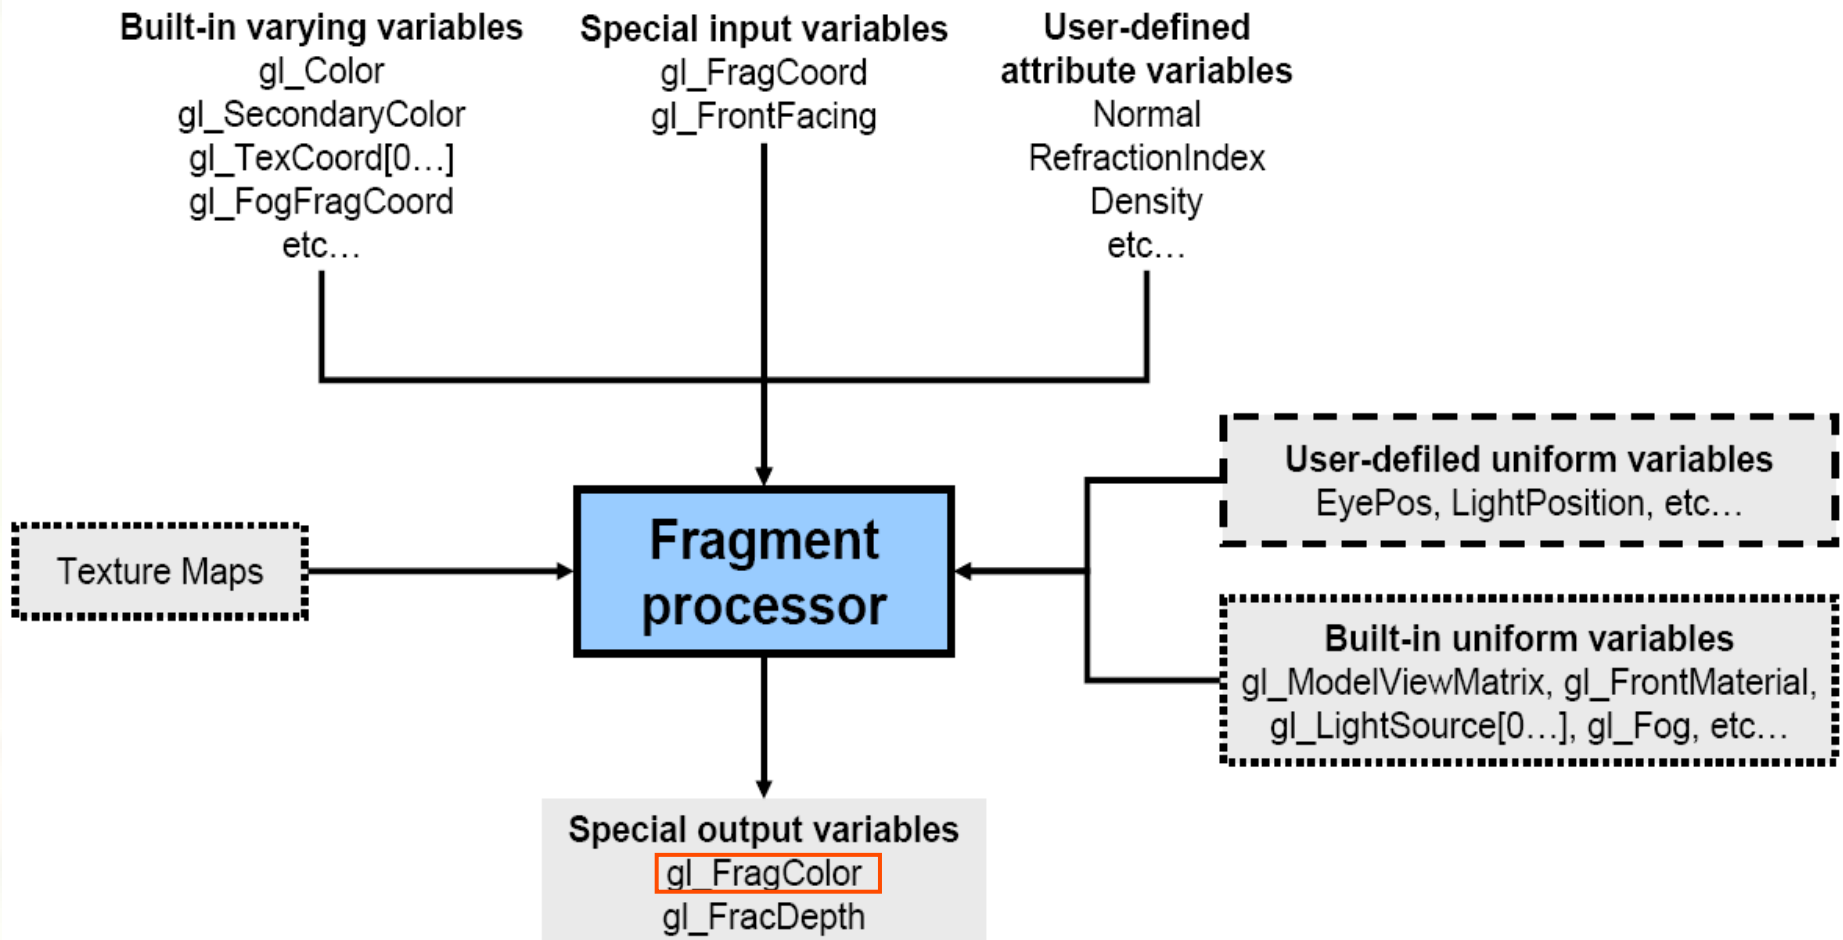 Built-in varying variables
gl_Color
gl_SecondaryColor
gl_TexCoord[0…]
gl_FogFragCoord
etc…
Special input variables
gl_FragCoord
gl_FrontFacing
User-defined
attribute variables
Normal
RefractionIndex
Density
etc…
Texture Maps
Fragment
processor
User-defiled uniform variables
EyePos, LightPosition, etc…
Built-in uniform variables
gl_ModelViewMatrix, gl_FrontMaterial,
gl_LightSource[0…], gl_Fog, etc…
Special output variables
gl_FragColor
gl_FracDepth